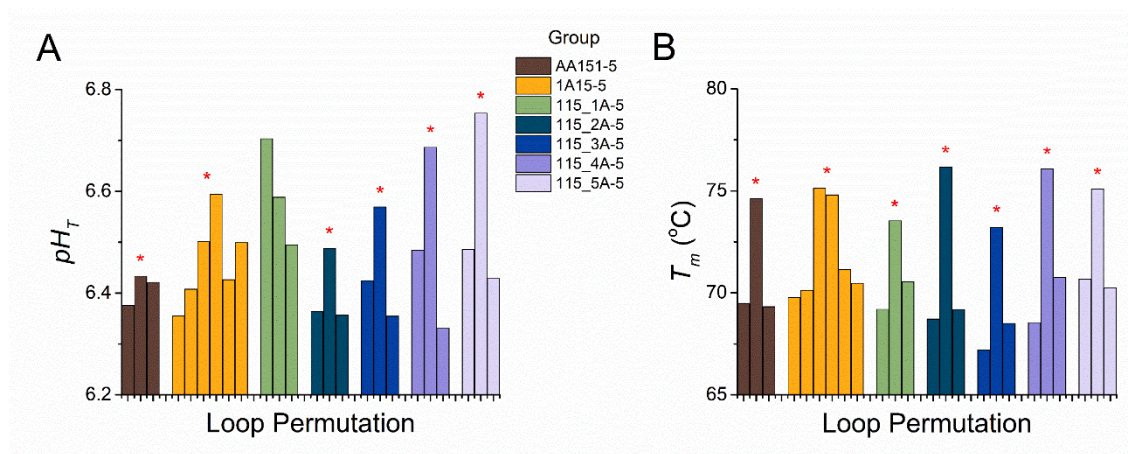 A
Group
AA151-5
1A15-5
115_1A-5
115_2A-5
115_3A-5
115_4A-5
115_5A-5
pH_T
6.8
6.6
6.4
6.2
* * * * * *
Loop Permutation
B
T_m (°C)
80
75
70
65
* * * * * * *
Loop Permutation